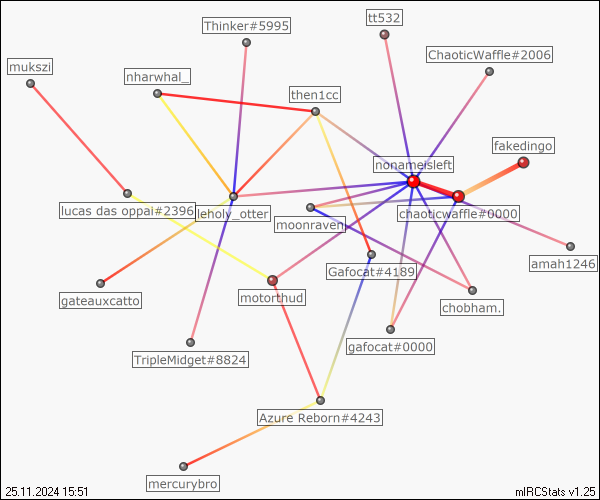 tt532
Thinker#5995
ChaoticWaffle#2006
mukszi
nharwhal_
then1cc
fakedingo
nonameisleft
lucas das oppai#2396
leholy_otter
chaoticwaffle#0000
moonraven
amah1246
Gafocat#4189
gateauxcatto
motorthud
chobham.
gafocat#0000
TripleMidget#8824
Azure Reborn#4243
mercurybro
25.11.2024 15:51
mIRCStats v1.25